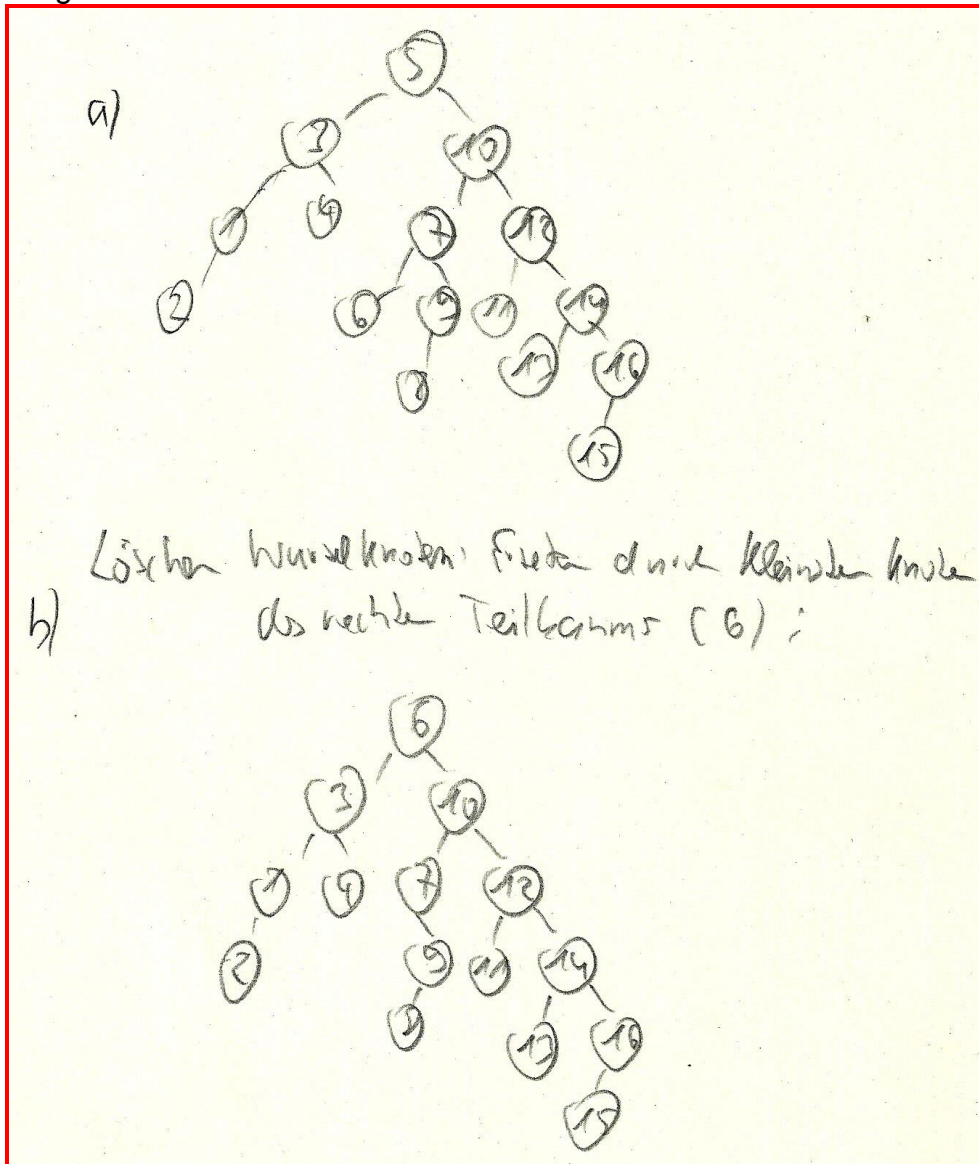 a)
5
3 10
1 4 7 12
2 6 9 11 14
8 13 16
15
Löschen Wurzelknoten: Ersetzen durch kleinsten Knoten
b) des rechten Teilbaums (6):
6
3 10
1 4 7 12
2 9 11 14
8 13 16
15